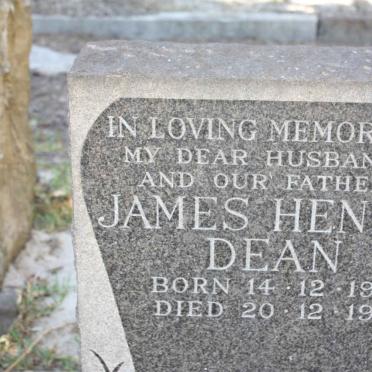 IN LOVING MEMOR
MY DEAR HUSBAN
AND OUR FATHE
JAMES HEN
DEAN
BORN 14·12·19
DIED 20·12·19